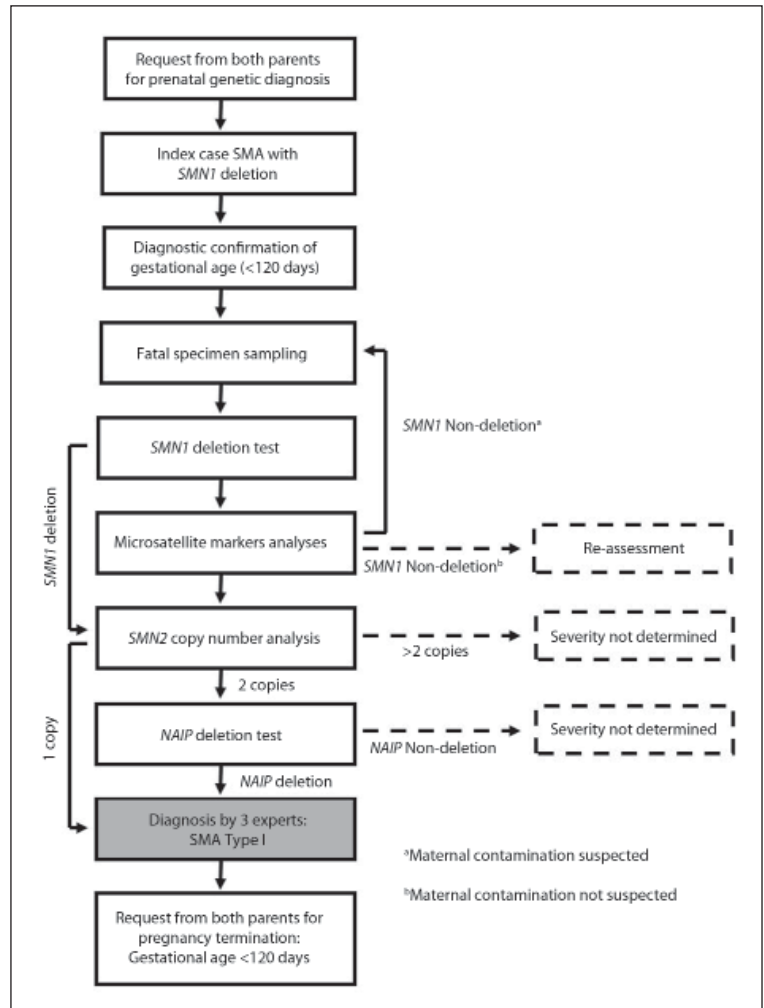 Request from both parents
for prenatal genetic diagnosis
Index case SMA with
SMN1 deletion
Diagnostic confirmation of
gestational age (<120 days)
Fatal specimen sampling
SMN1 Non-deletionᵃ
SMN1 deletion test
SMN1 deletion
Microsatellite markers analyses
SMN1 Non-deletionᵇ
Re-assessment
SMN2 copy number analysis
>2 copies
Severity not determined
2 copies
1 copy
NAIP deletion test
NAIP Non-deletion
Severity not determined
NAIP deletion
Diagnosis by 3 experts:
SMA Type I
ᵃMaternal contamination suspected
ᵇMaternal contamination not suspected
Request from both parents for
pregnancy termination:
Gestational age <120 days